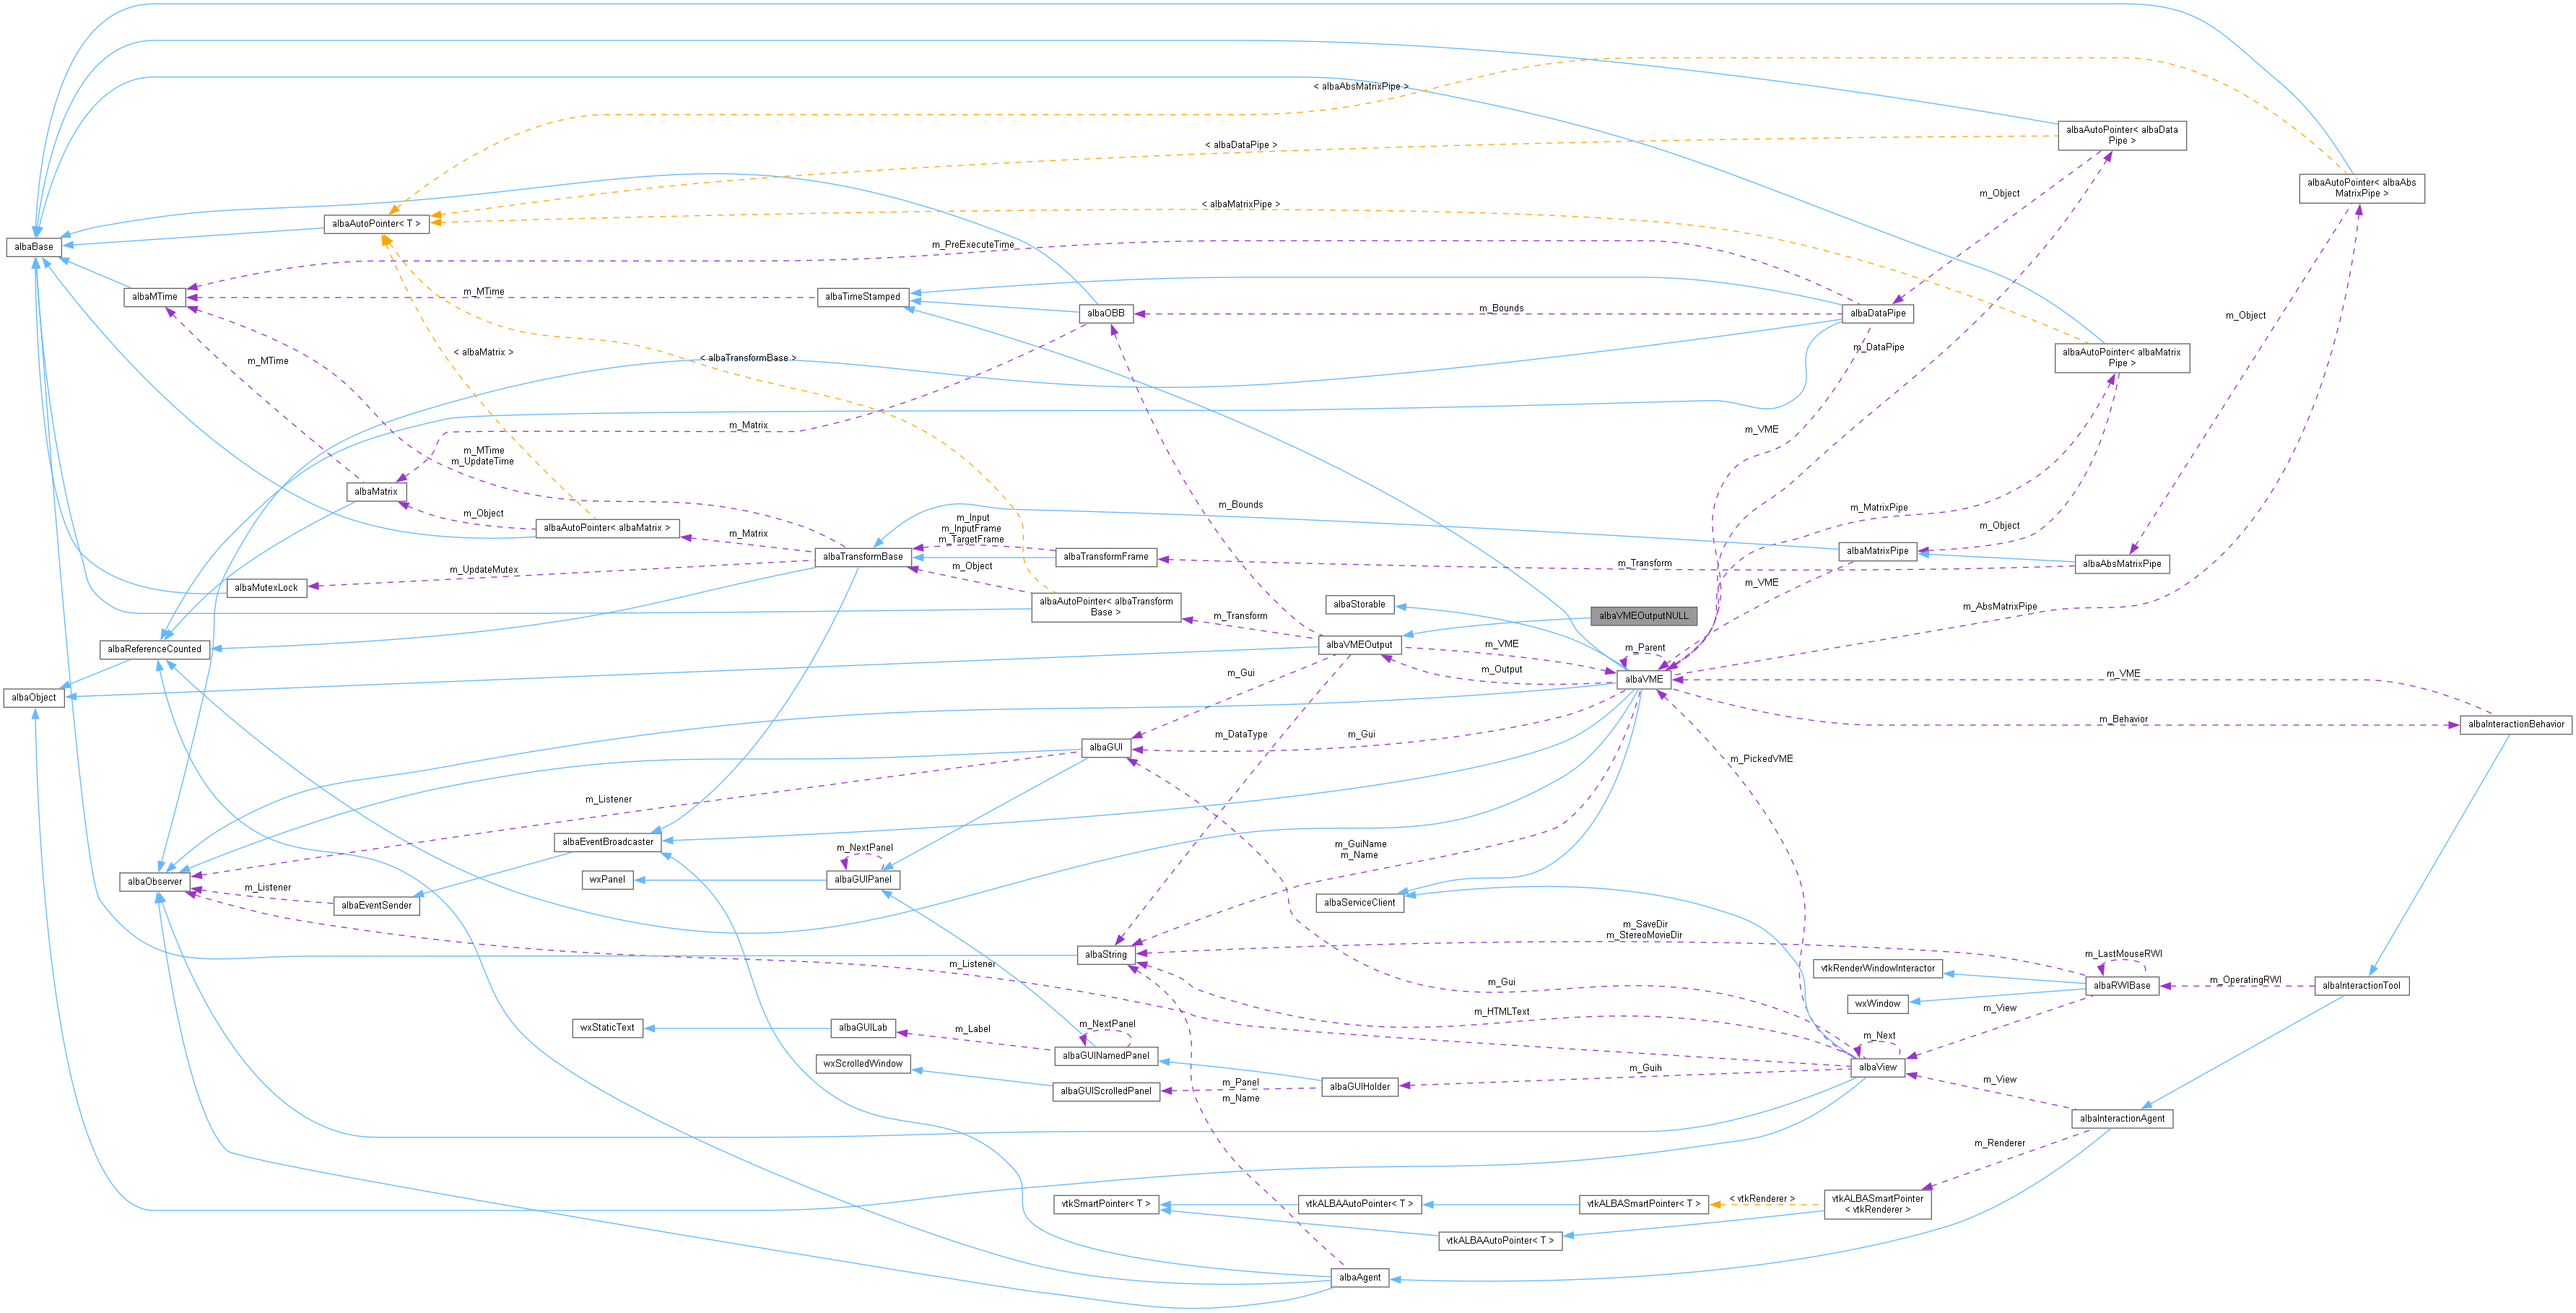 < albaAbsMatrixPipe >
albaAutoPointer< albaData
Pipe >
< albaDataPipe >
albaAutoPointer< albaAbs
MatrixPipe >
m_Object
< albaMatrixPipe >
albaAutoPointer< T >
albaBase
m_PreExecuteTime
albaMTime
m_MTime
albaTimeStamped
albaOBB
m_Bounds
albaDataPipe
m_Object
< albaMatrix >
< albaTransformBase >
m_MTime
m_DataPipe
albaAutoPointer< albaMatrix
Pipe >
m_Matrix
m_VME
m_MTime
m_UpdateTime
albaMatrix
m_Object
albaAutoPointer< albaMatrix >
m_Matrix
m_Bounds
m_MatrixPipe
m_Input
m_InputFrame
m_TargetFrame
m_Object
albaTransformBase
albaTransformFrame
albaMatrixPipe
m_Transform
albaAbsMatrixPipe
m_UpdateMutex
albaMutexLock
m_Object
m_VME
albaAutoPointer< albaTransform
Base >
albaStorable
albaVMEOutputNULL
m_AbsMatrixPipe
m_Transform
albaReferenceCounted
albaVMEOutput
m_VME
m_Parent
m_Output
albaVME
m_Gui
m_VME
albaObject
m_Behavior
albaInteractionBehavior
m_DataType
m_Gui
albaGUI
m_PickedVME
m_Listener
albaEventBroadcaster
m_NextPanel
m_GuiName
m_Name
albaObserver
m_Listener
wxPanel
albaGUIPanel
albaEventSender
albaServiceClient
m_SaveDir
m_StereoMovieDir
albaString
m_Listener
m_LastMouseRWI
vtkRenderWindowInteractor
m_OperatingRWI
albaRWIBase
albaInteractionTool
m_Gui
wxWindow
m_View
m_HTMLText
wxStaticText
albaGUILab
m_Label
m_NextPanel
albaGUINamedPanel
m_Next
albaView
wxScrolledWindow
m_Guih
albaGUIScrolledPanel
m_Panel
albaGUIHolder
m_View
m_Name
albaInteractionAgent
m_Renderer
vtkSmartPointer< T >
vtkALBAAutoPointer< T >
vtkALBASmartPointer< T >
< vtkRenderer >
vtkALBASmartPointer
< vtkRenderer >
vtkALBAAutoPointer< T >
albaAgent